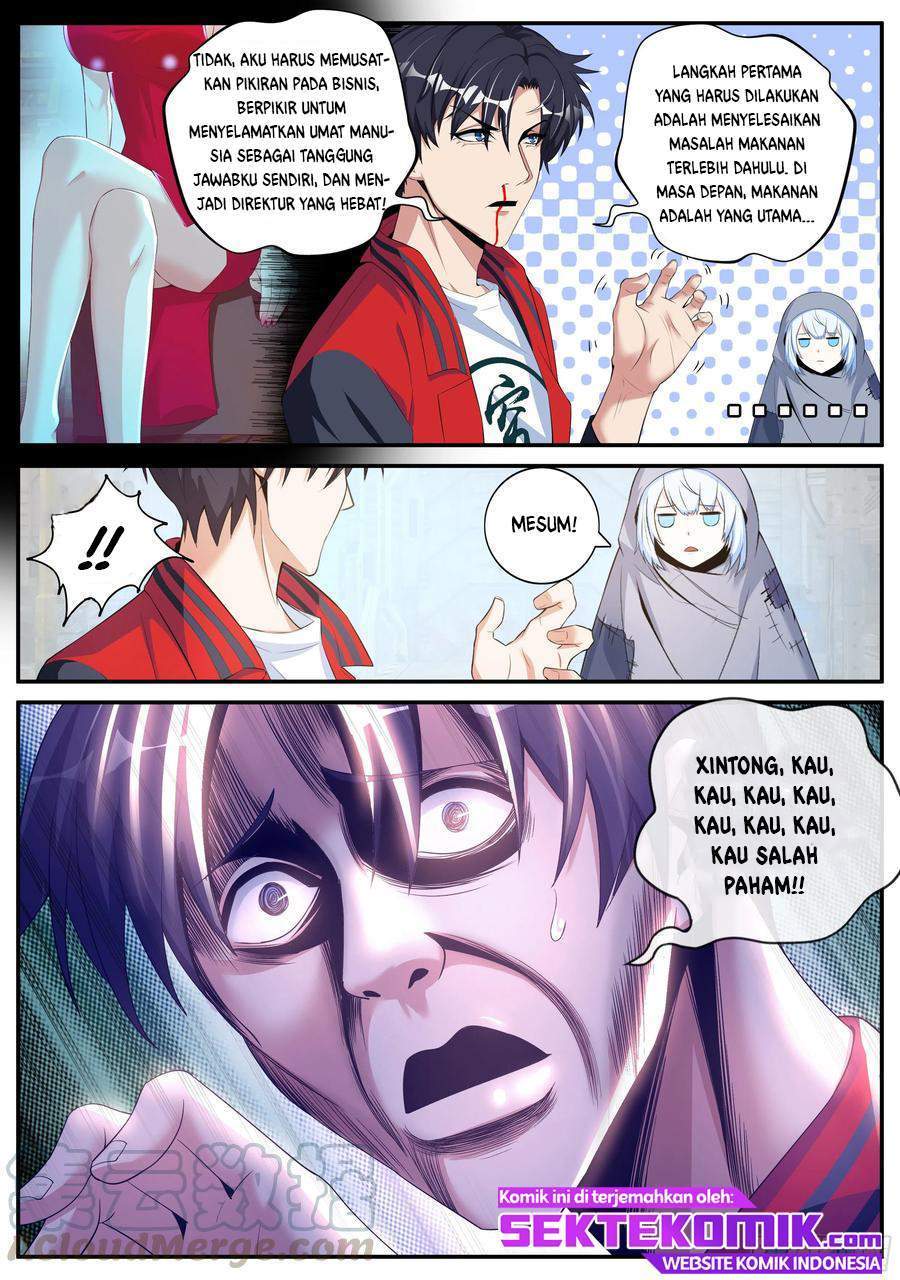 TIDAK, AKU HARUS MEMUSAT-
KAN PIKIRAN PADA BISNIS,
BERPIKIR UNTUM
MENYELAMATKAN UMAT MANU-
SIA SEBAGAI TANGGUNG
JAWABKU SENDIRI, DAN MEN-
JADI DIREKTUR YANG HEBAT!
LANGKAH PERTAMA
YANG HARUS DILAKUKAN
ADALAH MENYELESAIKAN
MASALAH MAKANAN
TERLEBIH DAHULU. DI
MASA DEPAN, MAKANAN
ADALAH YANG UTAMA...
......
!!
MESUM!
XINTONG, KAU,
KAU, KAU, KAU,
KAU, KAU, KAU,
KAU SALAH
PAHAM!!
AcloudMerge.com
Komik ini di terjemahkan oleh:
SEKTEKOMIK.com
WEBSITE KOMIK INDONESIA